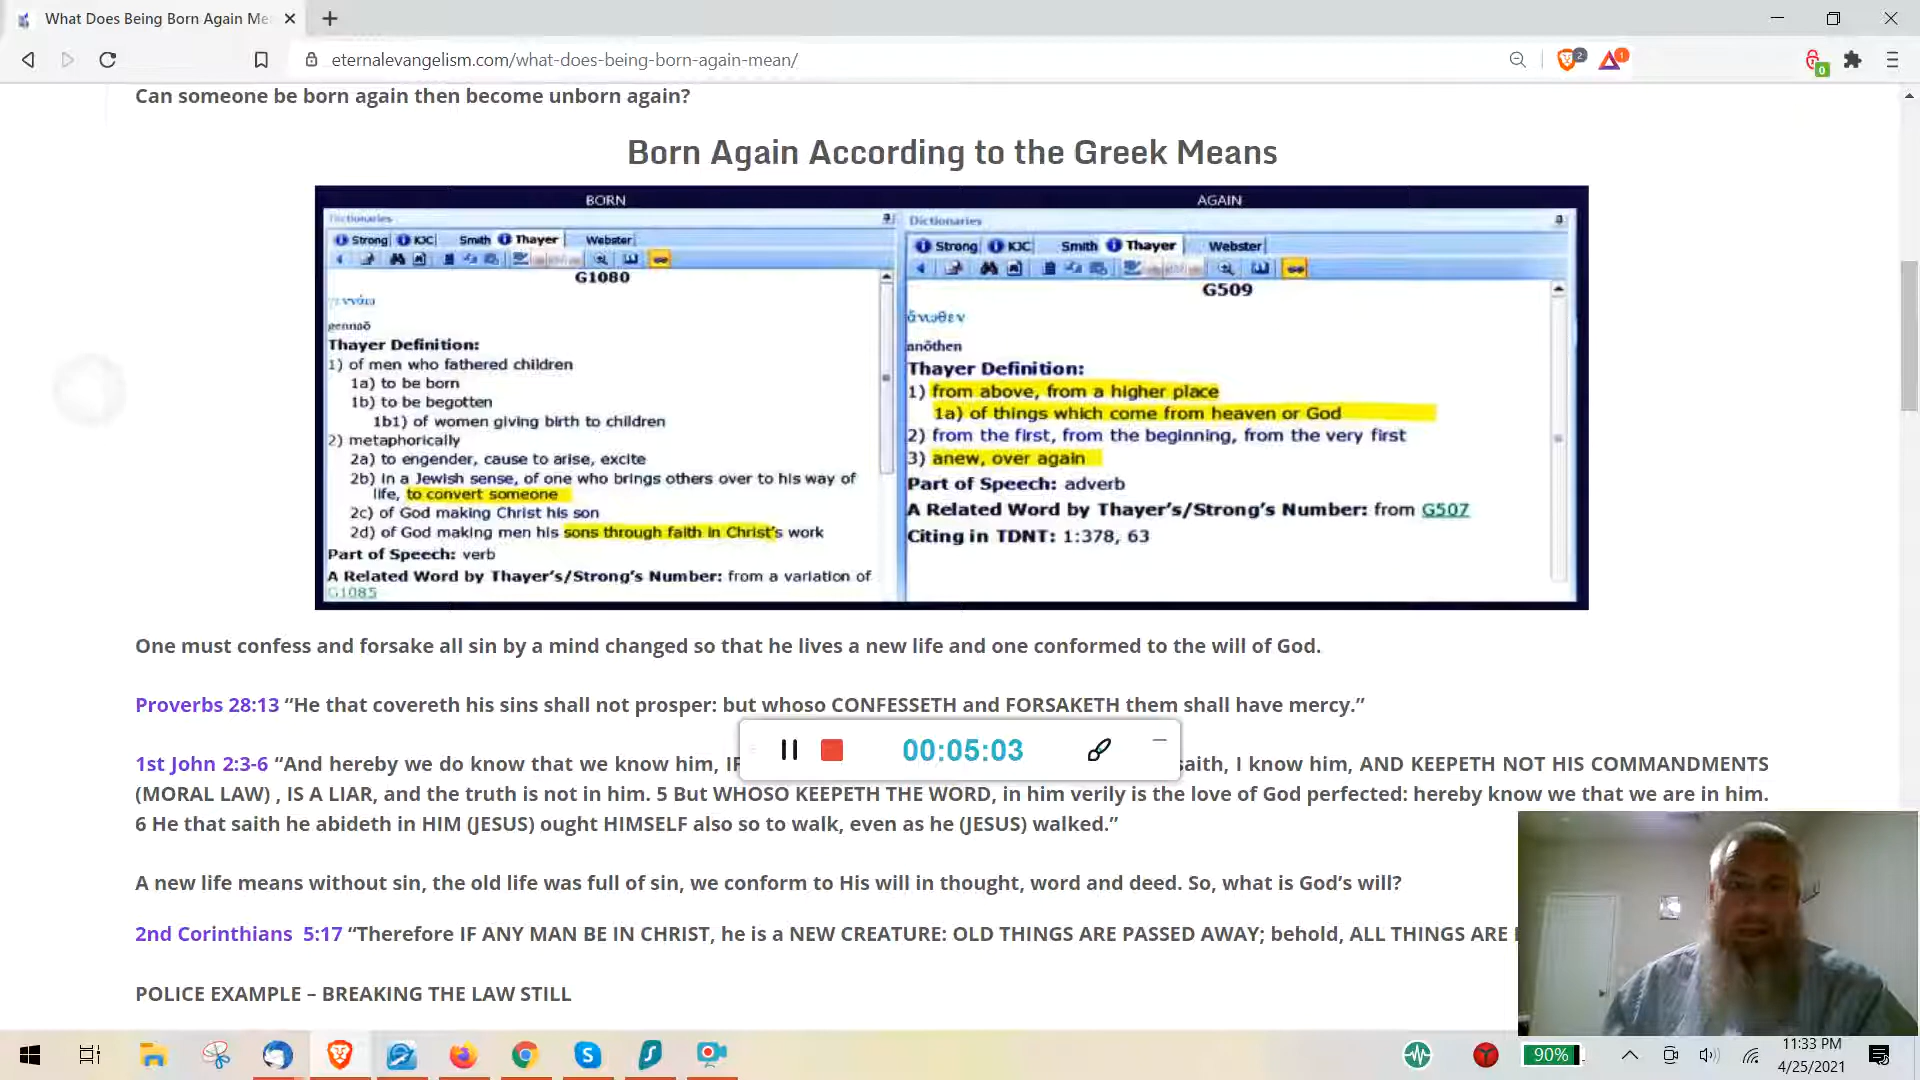 What Does Being Born Again Me
eternalevangelism.com/what-does-being-born-again-mean/
2
1
0
Can someone be born again then become unborn again?
Born Again According to the Greek Means
BORN
AGAIN
Dictionaries
Strong KJC Smith Thayer Webster
G1080
γεννάω
gennaō
Thayer Definition:
1) of men who fathered children
1a) to be born
1b) to be begotten
1b1) of women giving birth to children
2) metaphorically
2a) to engender, cause to arise, excite
2b) in a Jewish sense, of one who brings others over to his way of
life, to convert someone
2c) of God making Christ his son
2d) of God making men his sons through faith in Christ's work
Part of Speech: verb
A Related Word by Thayer's/Strong's Number: from a variation of
G1085
Dictionaries
Strong KJC Smith Thayer Webster
G509
ἄνωθεν
anōthen
Thayer Definition:
1) from above, from a higher place
1a) of things which come from heaven or God
2) from the first, from the beginning, from the very first
3) anew, over again
Part of Speech: adverb
A Related Word by Thayer's/Strong's Number: from G507
Citing in TDNT: 1:378, 63
One must confess and forsake all sin by a mind changed so that he lives a new life and one conformed to the will of God.
Proverbs 28:13 “He that covereth his sins shall not prosper: but whoso CONFESSETH and FORSAKETH them shall have mercy.”
00:05:03
1st John 2:3-6 “And hereby we do know that we know him, IF saith, I know him, AND KEEPETH NOT HIS COMMANDMENTS
(MORAL LAW) , IS A LIAR, and the truth is not in him. 5 But WHOSO KEEPETH THE WORD, in him verily is the love of God perfected: hereby know we that we are in him.
6 He that saith he abideth in HIM (JESUS) ought HIMSELF also so to walk, even as he (JESUS) walked.”
A new life means without sin, the old life was full of sin, we conform to His will in thought, word and deed. So, what is God’s will?
2nd Corinthians 5:17 “Therefore IF ANY MAN BE IN CHRIST, he is a NEW CREATURE: OLD THINGS ARE PASSED AWAY; behold, ALL THINGS ARE
POLICE EXAMPLE – BREAKING THE LAW STILL
90%
11:33 PM
4/25/2021